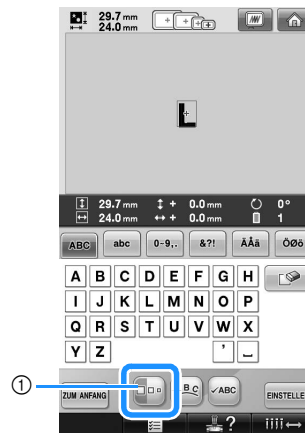 29.7 mm
24.0 mm
L
29.7 mm + 0.0 mm 0°
24.0 mm + 0.0 mm 1
ABC abc 0-9,. &?! ÄÅä ÖØö
A B C D E F G H
I J K L M N O P
Q R S T U V W X
Y Z ' _
① ZUM ANFANG B C ✓ABC EINSTELLE
?